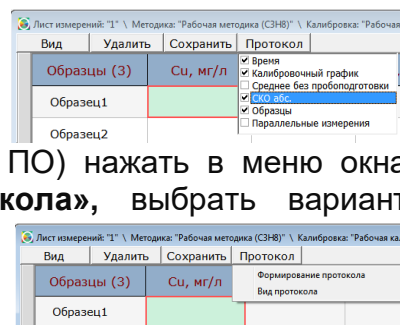 Лист измерений: "1" \ Методика: "Рабочая методика (СЗН8)" \ Калибровка: "Рабочая
Вид Удалить Сохранить Протокол
Образцы (3) Cu, мг/л
Время
Калибровочный график
Среднее без пробоподготовки
СКО абс.
Образцы
Параллельные измерения
Образец1
Образец2
ПО) нажать в меню окна
кола», выбрать вариант
Лист измерений: "1" \ Методика: "Рабочая методика (СЗН8)" \ Калибровка: "Рабочая ка
Вид Удалить Сохранить Протокол
Образцы (3) Cu, мг/л
Формирование протокола
Вид протокола
Образец1